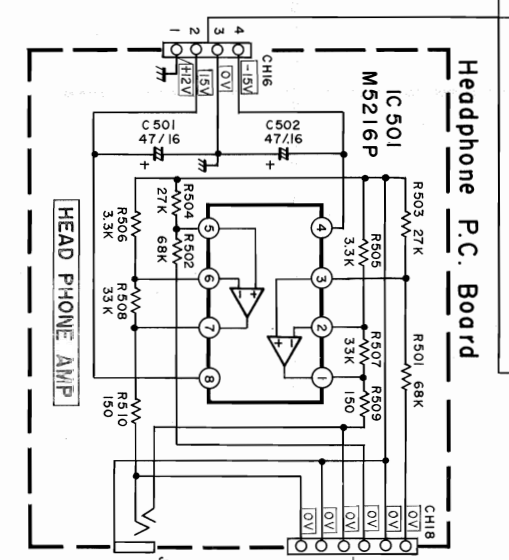 1 2 3 4
CH16
+12V
15V
0V
-15V
Headphone P.C. Board
IC501
M5216P
C501
47/16
+
C502
47/16
+
R504
27K
R502
68K
R506
3.3K
R508
33K
R510
150
R505
3.3K
R507
33K
R509
150
R503 27K
R501 68K
5
6
7
8
4
3
2
1
- +
+ -
HEAD PHONE AMP
CH18
0V
0V
0V
0V
0V
0V